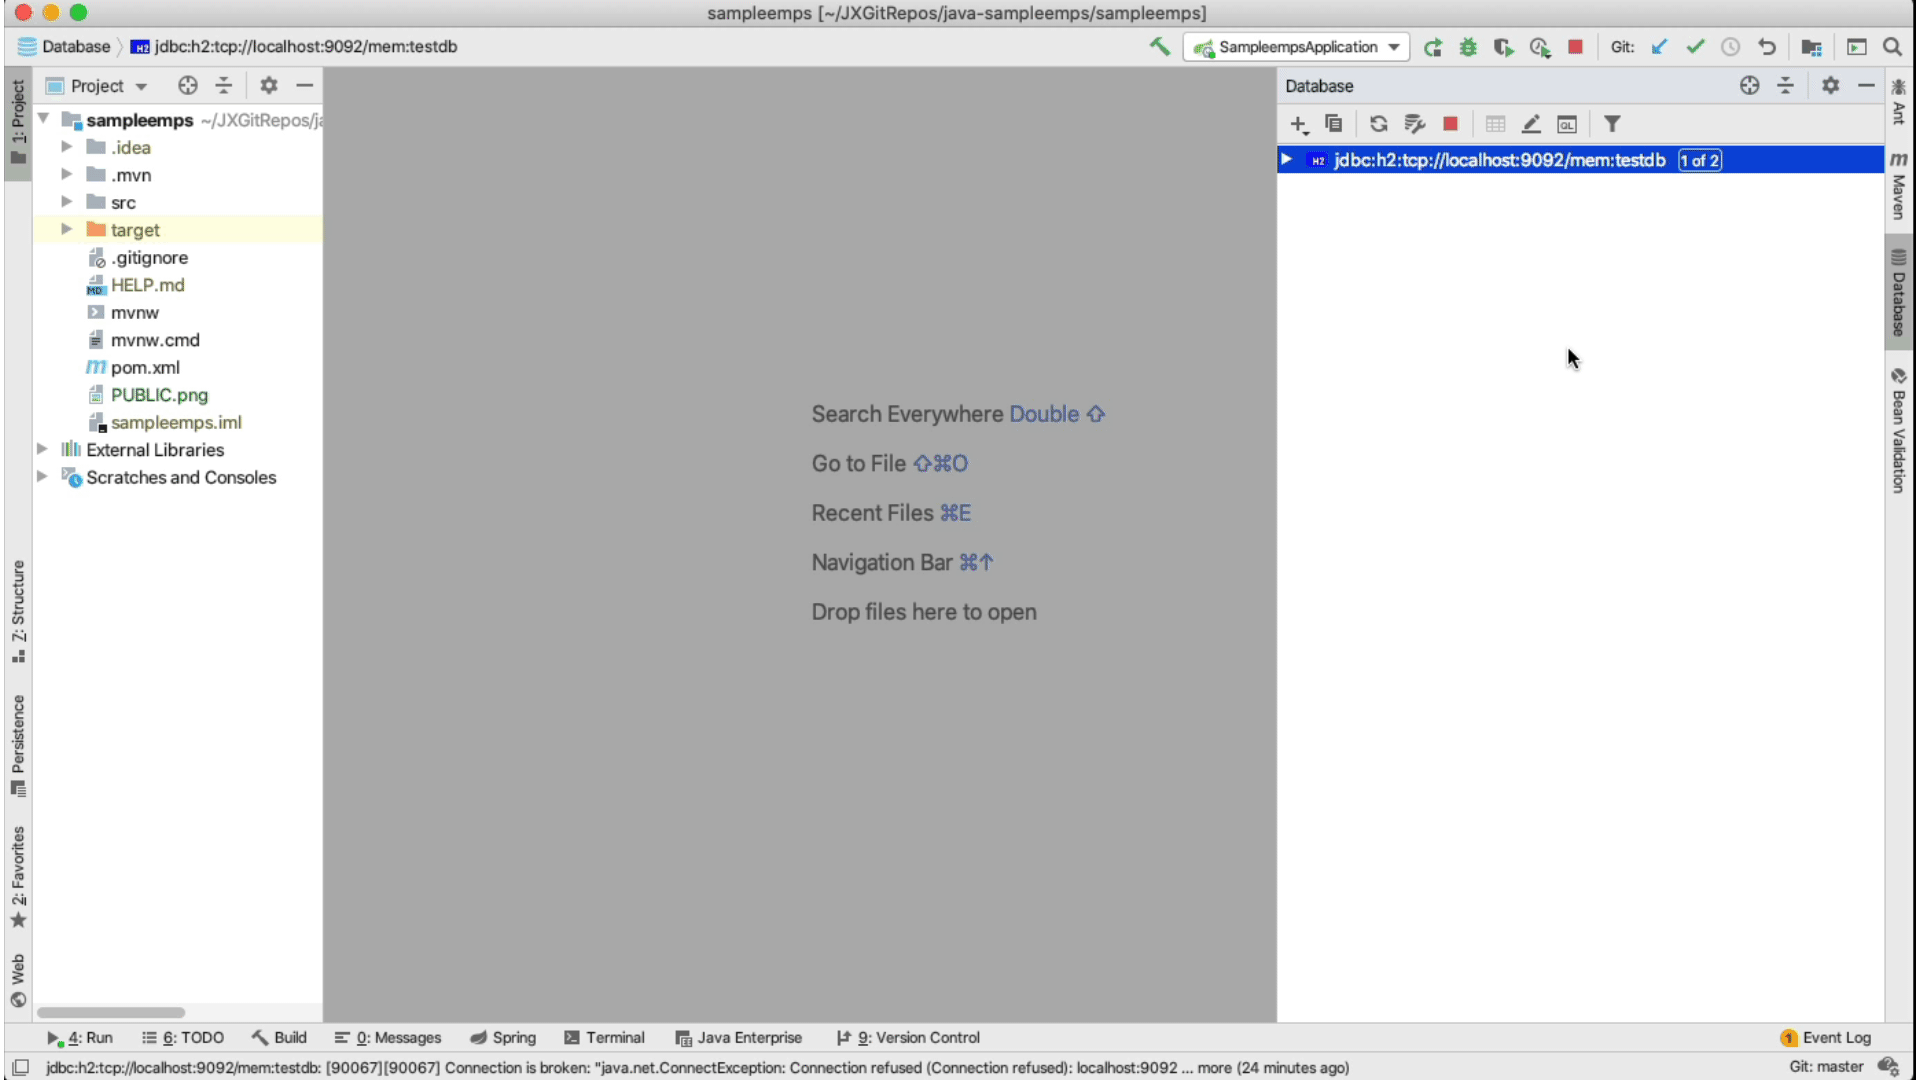 sampleemps [~/JXGitRepos/java-sampleemps/sampleemps]
Database
H2 jdbc:h2:tcp://localhost:9092/mem:testdb
SampleempsApplication
Git:
1: Project
Project
sampleemps ~/JXGitRepos/ja
.idea
.mvn
src
target
.gitignore
HELP.md
mvnw
mvnw.cmd
pom.xml
PUBLIC.png
sampleemps.iml
External Libraries
Scratches and Consoles
Z: Structure
Persistence
2: Favorites
Web
Search Everywhere Double ⇧
Go to File ⇧⌘O
Recent Files ⌘E
Navigation Bar ⌘↑
Drop files here to open
Database
QL
H2 jdbc:h2:tcp://localhost:9092/mem:testdb 1 of 2
Ant
m Maven
Database
Bean Validation
4: Run
6: TODO
Build
0: Messages
Spring
Terminal
Java Enterprise
9: Version Control
1 Event Log
jdbc:h2:tcp://localhost:9092/mem:testdb: [90067][90067] Connection is broken: "java.net.ConnectException: Connection refused (Connection refused): localhost:9092 ... more (24 minutes ago)
Git: master